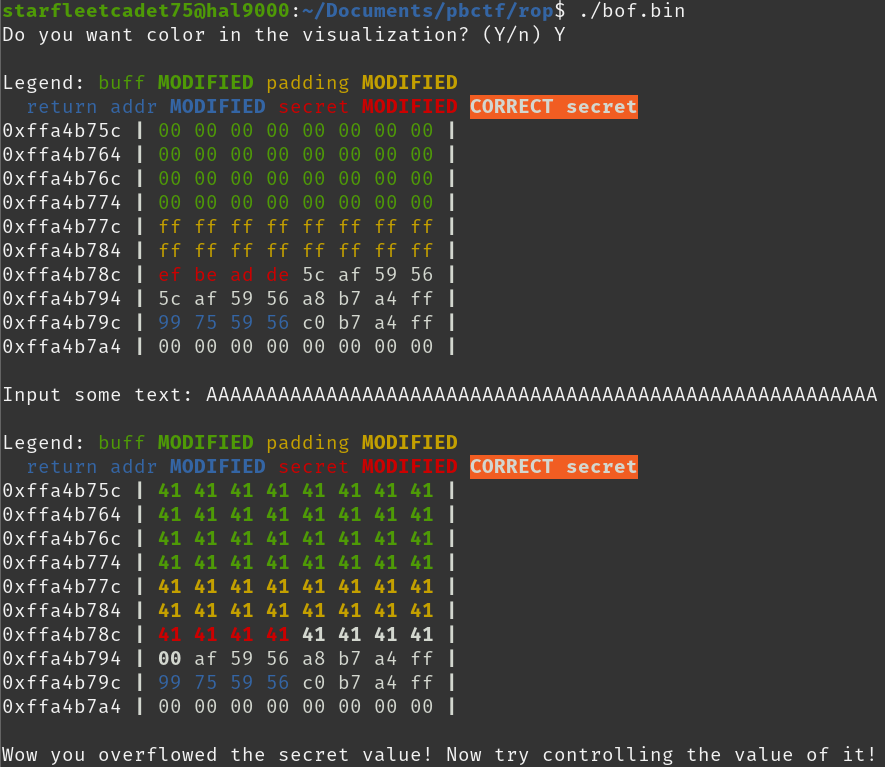 starfleetcadet75@hal9000:~/Documents/pbctf/rop$ ./bof.bin
Do you want color in the visualization? (Y/n) Y
Legend: buff MODIFIED padding MODIFIED
return addr MODIFIED secret MODIFIED CORRECT secret
0xffa4b75c | 00 00 00 00 00 00 00 00 |
0xffa4b764 | 00 00 00 00 00 00 00 00 |
0xffa4b76c | 00 00 00 00 00 00 00 00 |
0xffa4b774 | 00 00 00 00 00 00 00 00 |
0xffa4b77c | ff ff ff ff ff ff ff ff |
0xffa4b784 | ff ff ff ff ff ff ff ff |
0xffa4b78c | ef be ad de 5c af 59 56 |
0xffa4b794 | 5c af 59 56 a8 b7 a4 ff |
0xffa4b79c | 99 75 59 56 c0 b7 a4 ff |
0xffa4b7a4 | 00 00 00 00 00 00 00 00 |
Input some text: AAAAAAAAAAAAAAAAAAAAAAAAAAAAAAAAAAAAAAAAAAAAAAAAAAAAAAAA
Legend: buff MODIFIED padding MODIFIED
return addr MODIFIED secret MODIFIED CORRECT secret
0xffa4b75c | 41 41 41 41 41 41 41 41 |
0xffa4b764 | 41 41 41 41 41 41 41 41 |
0xffa4b76c | 41 41 41 41 41 41 41 41 |
0xffa4b774 | 41 41 41 41 41 41 41 41 |
0xffa4b77c | 41 41 41 41 41 41 41 41 |
0xffa4b784 | 41 41 41 41 41 41 41 41 |
0xffa4b78c | 41 41 41 41 41 41 41 41 |
0xffa4b794 | 00 af 59 56 a8 b7 a4 ff |
0xffa4b79c | 99 75 59 56 c0 b7 a4 ff |
0xffa4b7a4 | 00 00 00 00 00 00 00 00 |
Wow you overflowed the secret value! Now try controlling the value of it!